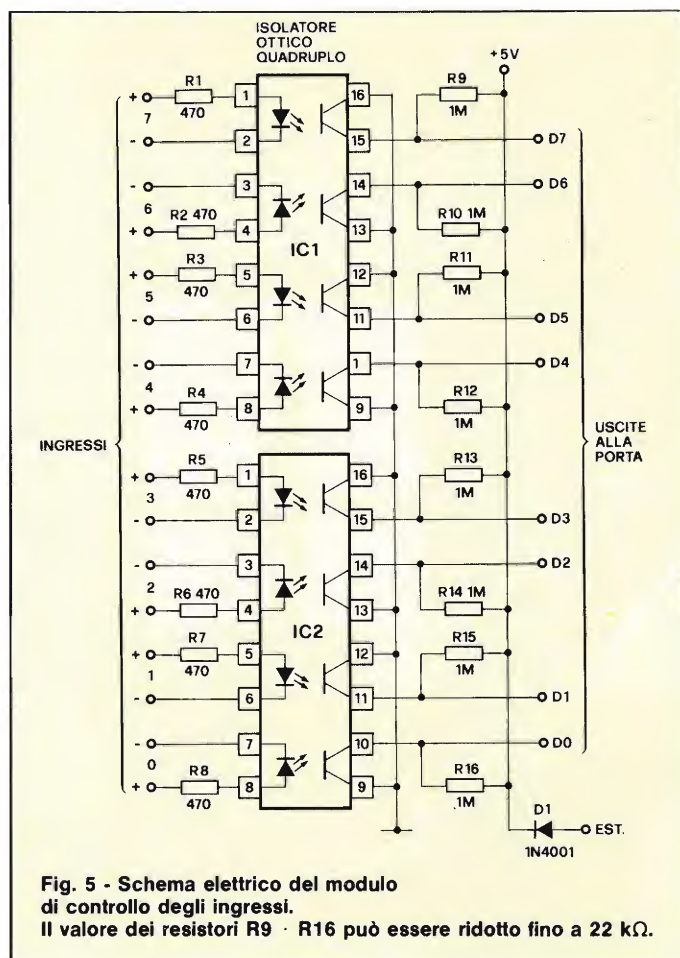 ISOLATORE
OTTICO
QUADRUPLO
+5V
+ 7 R1 470 1 16 R9 1M
- 2 15 D7
- 6 3 14 D6
+ R2 470 4 13 R10 1M
IC1
+ 5 R3 470 5 12 R11 1M
- 6 11 D5
- 4 7 1 D4
+ R4 470 8 9 R12 1M
INGRESSI
USCITE
ALLA
PORTA
+ 3 R5 470 1 16 R13 1M
- 2 15 D3
- 2 3 14 D2
+ R6 470 4 13 R14 1M
IC2
+ 1 R7 470 5 12 R15 1M
- 6 11 D1
- 0 7 10 D0
+ R8 470 8 9 R16 1M
D1
1N4001
EST.
Fig. 5 - Schema elettrico del modulo
di controllo degli ingressi.
Il valore dei resistori R9 · R16 può essere ridotto fino a 22 kΩ.